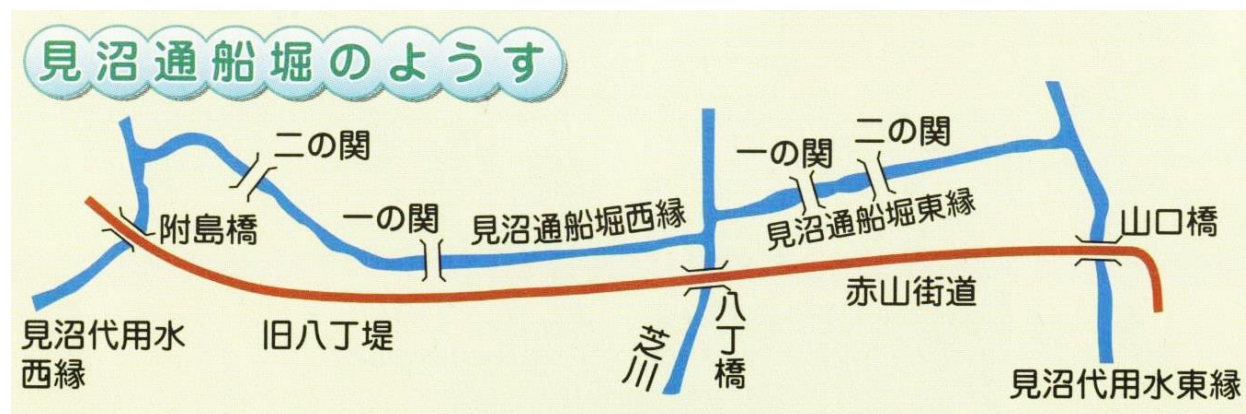 見沼通船堀のようす
二の関
一の関
見沼通船堀西縁
附島橋
見沼代用水
西縁
旧八丁堤
一の関
二の関
見沼通船堀東縁
山口橋
赤山街道
八丁橋
芝川
見沼代用水東縁